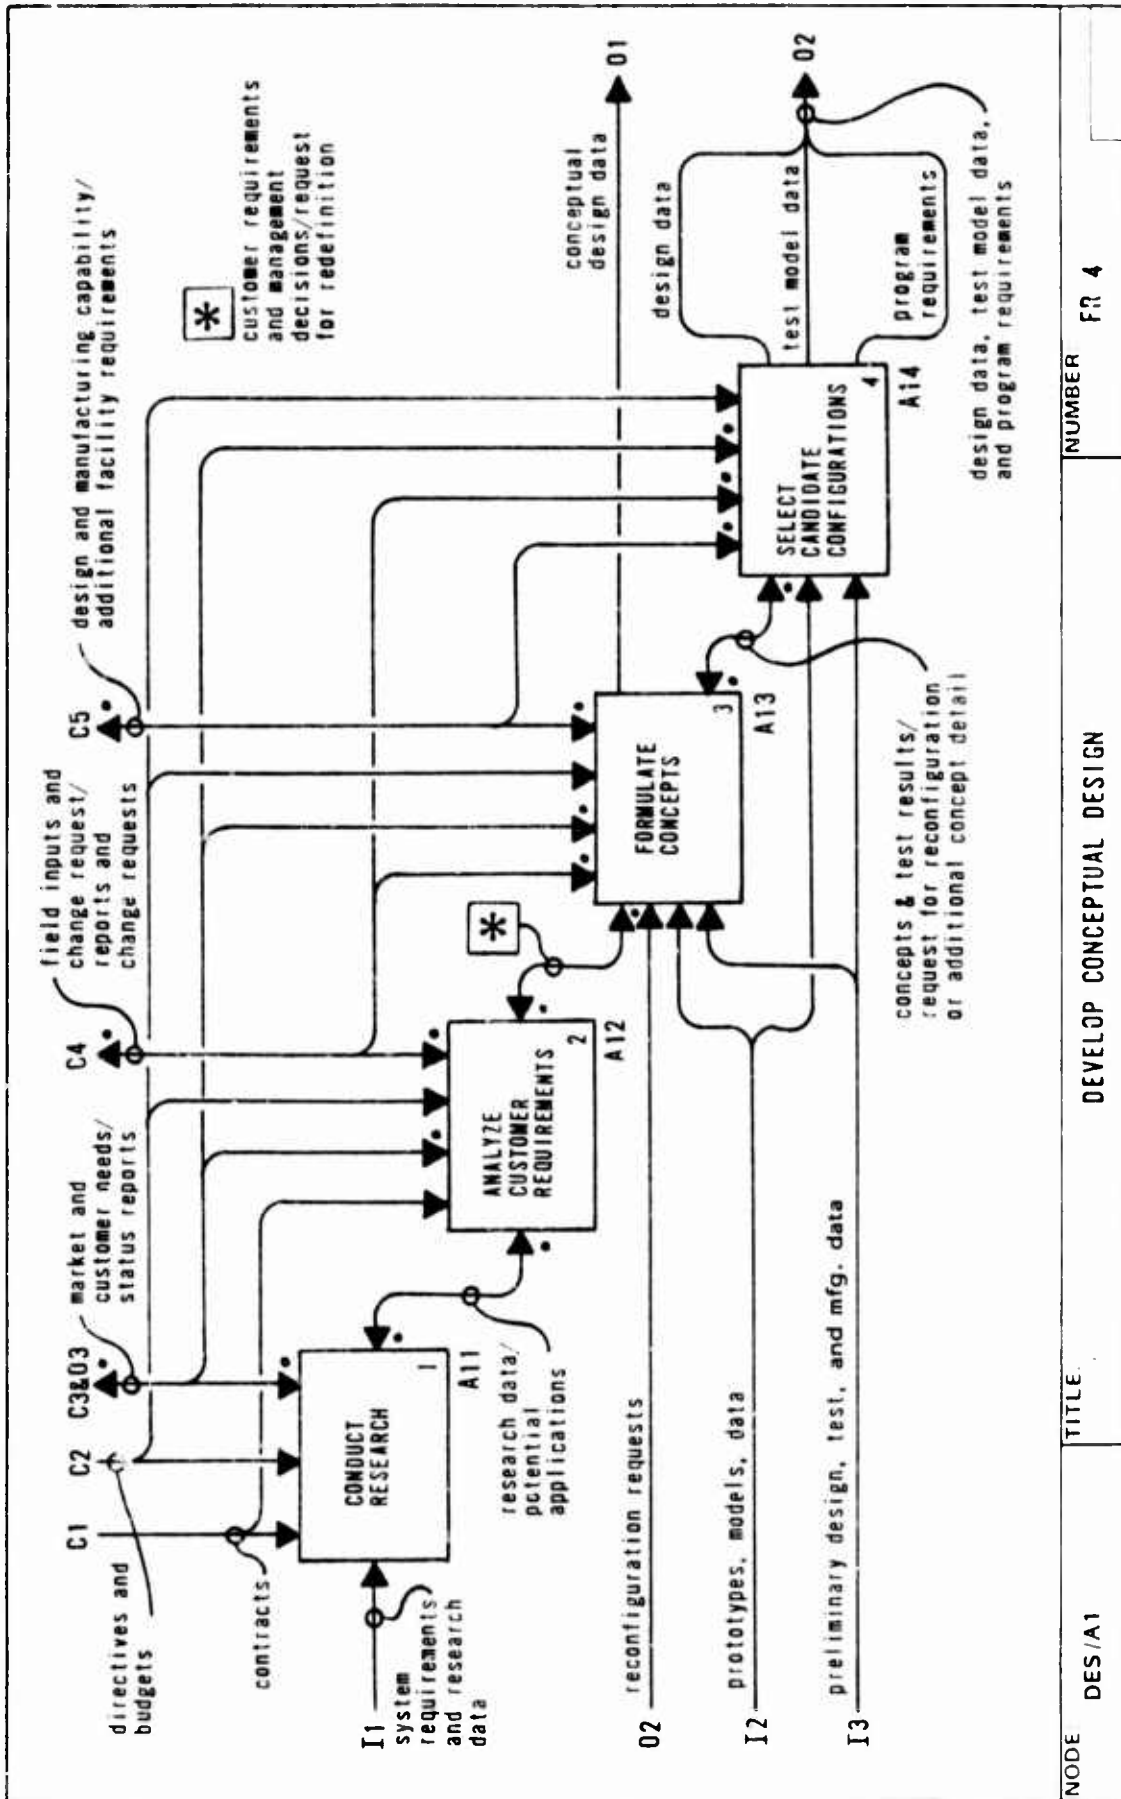 C1
C2
C3&O3
C4
C5
directives and
budgets
contracts
market and
customer needs/
status reports
field inputs and
change request/
reports and
change requests
design and manufacturing capability/
additional facility requirements
*
customer requirements
and management
decisions/request
for redefinition
I1
system
requirements
and research
data
CONDUCT
RESEARCH
1
A11
research data/
potential
applications
ANALYZE
CUSTOMER
REQUIREMENTS
2
A12
*
FORMULATE
CONCEPTS
3
A13
conceptual
design data
O1
SELECT
CANDIDATE
CONFIGURATIONS
4
A14
design data
test model data
program
requirements
O2
design data, test model data,
and program requirements
concepts & test results/
request for reconfiguration
or additional concept detail
O2
reconfiguration requests
I2
prototypes, models, data
I3
preliminary design, test, and mfg. data
NODE
DES/A1
TITLE
DEVELOP CONCEPTUAL DESIGN
NUMBER
FR 4